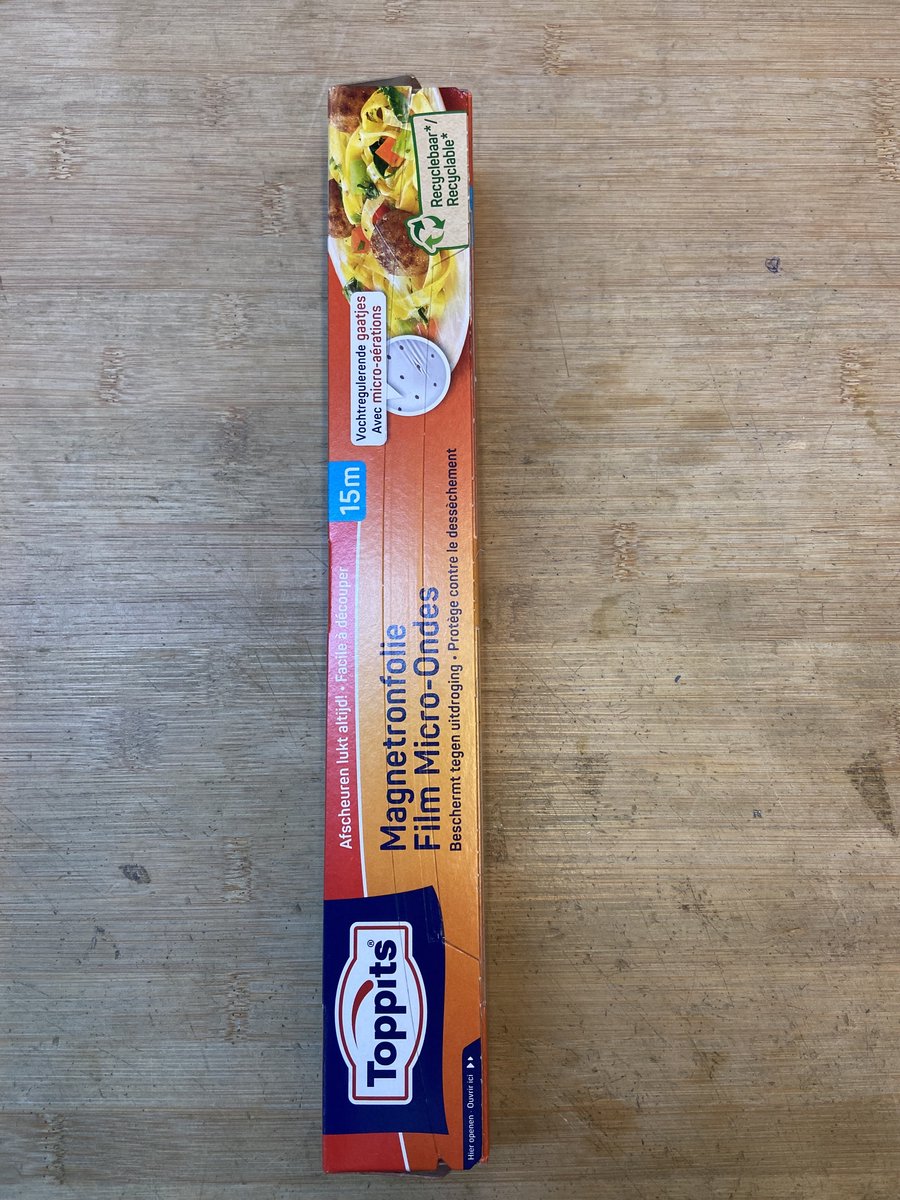 Toppits®
Afscheuren lukt altijd! • Facile à découper
15m
Magnetronfolie
Film Micro-Ondes
Beschermt tegen uitdroging • Protège contre le dessèchement
Vochtregulerende gaatjes
Avec micro-aérations
Recyclebaar*/
Recyclable*
Hier openen Ouvrir ici